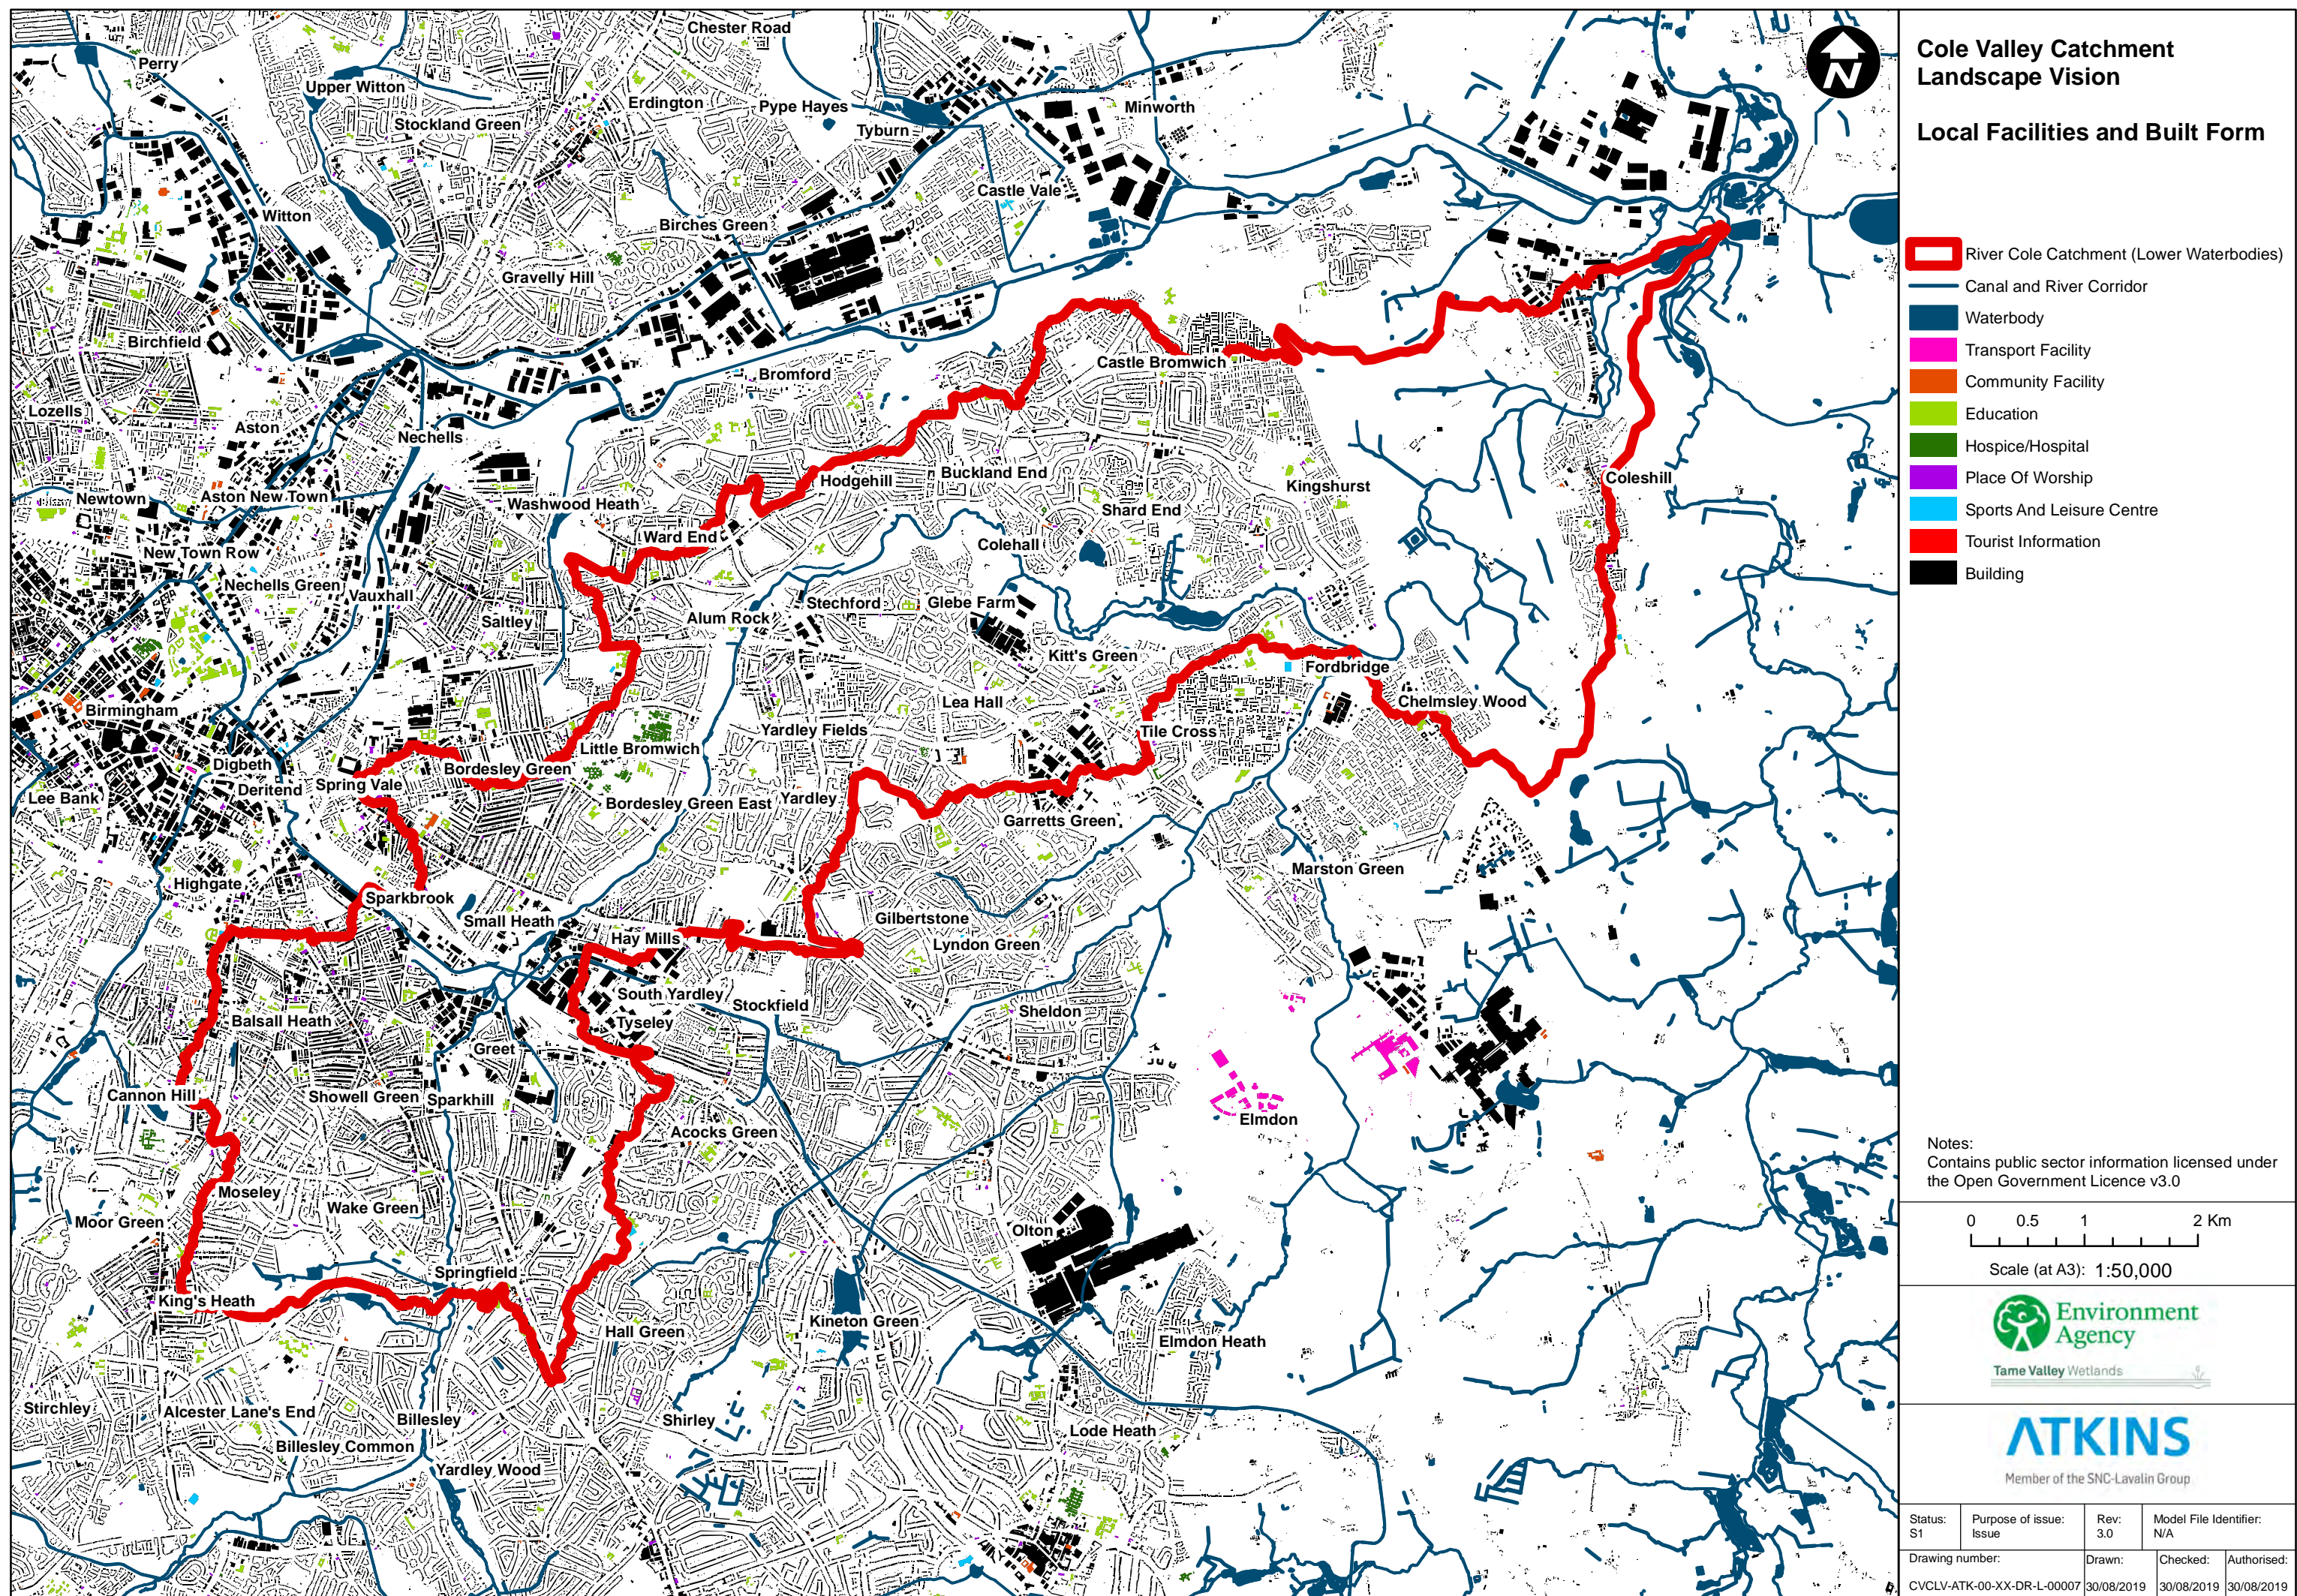 Chester Road
Perry
Upper Witton
Erdington
Pype Hayes
Minworth
Stockland Green
Tyburn
Castle Vale
Witton
Birches Green
Gravelly Hill
Birchfield
Castle Bromwich
Bromford
Lozells
Aston
Nechells
Buckland End
Hodgehill
Coleshill
Kingshurst
Newtown
Aston New Town
Washwood Heath
Shard End
Ward End
Colehall
New Town Row
Nechells Green
Vauxhall
Stechford
Glebe Farm
Saltley
Alum Rock
Kitt's Green
Fordbridge
Birmingham
Lea Hall
Chelmsley Wood
Yardley Fields
Tile Cross
Little Bromwich
Digbeth
Bordesley Green
Spring Vale
Deritend
Lee Bank
Bordesley Green East
Yardley
Garretts Green
Marston Green
Highgate
Sparkbrook
Small Heath
Gilbertstone
Hay Mills
Lyndon Green
South Yardley
Stockfield
Sheldon
Balsall Heath
Tyseley
Greet
Cannon Hill
Showell Green
Sparkhill
Elmdon
Acocks Green
Moseley
Wake Green
Moor Green
Olton
Springfield
King's Heath
Kineton Green
Hall Green
Elmdon Heath
Stirchley
Alcester Lane's End
Billesley
Shirley
Lode Heath
Billesley Common
Yardley Wood
N
Cole Valley Catchment
Landscape Vision
Local Facilities and Built Form
River Cole Catchment (Lower Waterbodies)
Canal and River Corridor
Waterbody
Transport Facility
Community Facility
Education
Hospice/Hospital
Place Of Worship
Sports And Leisure Centre
Tourist Information
Building
Notes:
Contains public sector information licensed under
the Open Government Licence v3.0
0 0.5 1 2 Km
Scale (at A3): 1:50,000
Environment
Agency
Tame Valley Wetlands
ATKINS
Member of the SNC-Lavalin Group
Status: Purpose of issue: Rev: Model File Identifier:
S1 Issue 3.0 N/A
Drawing number: Drawn: Checked: Authorised:
CVCLV-ATK-00-XX-DR-L-00007 30/08/2019 30/08/2019 30/08/2019